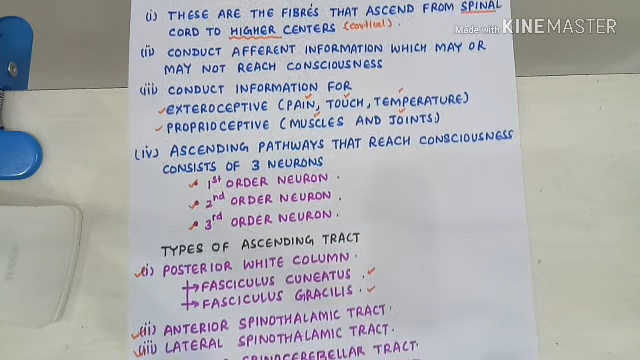 (i) THESE ARE THE FIBRES THAT ASCEND FROM SPINAL
CORD TO HIGHER CENTERS (cortical).
(ii) CONDUCT AFFERENT INFORMATION WHICH MAY OR
MAY NOT REACH CONSCIOUSNESS
(iii) CONDUCT INFORMATION FOR
EXTEROCEPTIVE (PAIN, TOUCH, TEMPERATURE)
PROPRIOCEPTIVE (MUSCLES AND JOINTS)
(iv) ASCENDING PATHWAYS THAT REACH CONSCIOUSNESS
CONSISTS OF 3 NEURONS
1st ORDER NEURON.
2nd ORDER NEURON.
3rd ORDER NEURON.
TYPES OF ASCENDING TRACT
(i) POSTERIOR WHITE COLUMN.
FASCICULUS CUNEATUS.
FASCICULUS GRACILIS.
(ii) ANTERIOR SPINOTHALAMIC TRACT.
(iii) LATERAL SPINOTHALAMIC TRACT.
SPINOCEREBELLAR TRACT.
Made with KINEMASTER